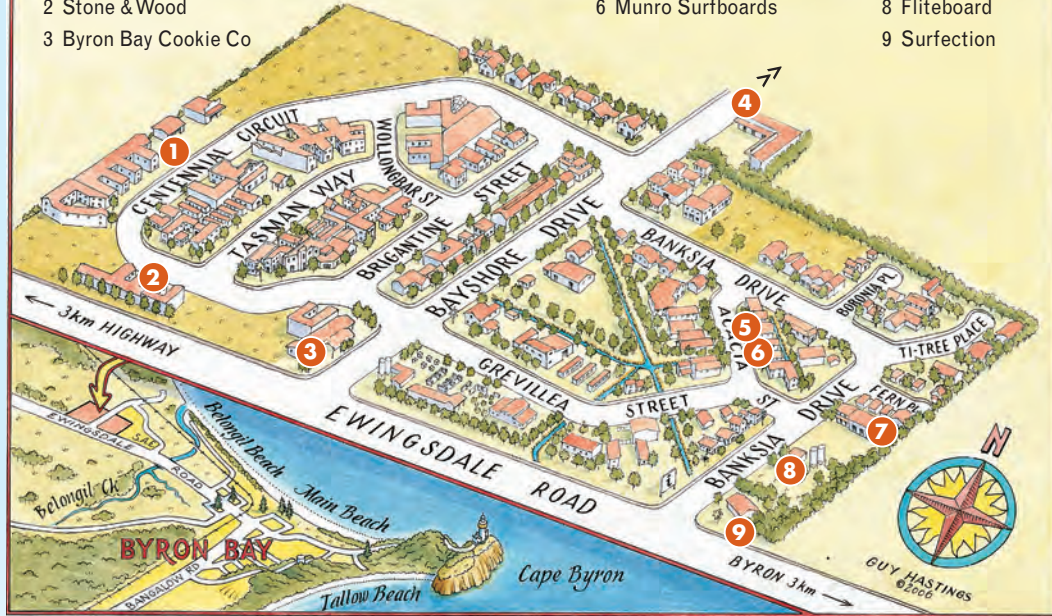 2 Stone & Wood
3 Byron Bay Cookie Co
6 Munro Surfboards
8 Fliteboard
9 Surfection
4
1
CENTENNIAL CIRCUIT
WOLLONGBAR ST
TASMAN WAY
BRIGANTINE STREET
BAYSHORE DRIVE
BANKSIA DRIVE
BORONIA PL
TI-TREE PLACE
2
3
5
6
ACACIA ST
GREVILLEA STREET
FERN PL
7
BANKSIA DRIVE
8
9
3km HIGHWAY
EWINGSDALE ROAD
BYRON 3km
N
GUY HASTINGS
©2006
EWINGSDALE ROAD
SAE
Belongil Ck
Belongil Beach
Main Beach
BYRON BAY
BANGALOW RD
Tallow Beach
Cape Byron
i